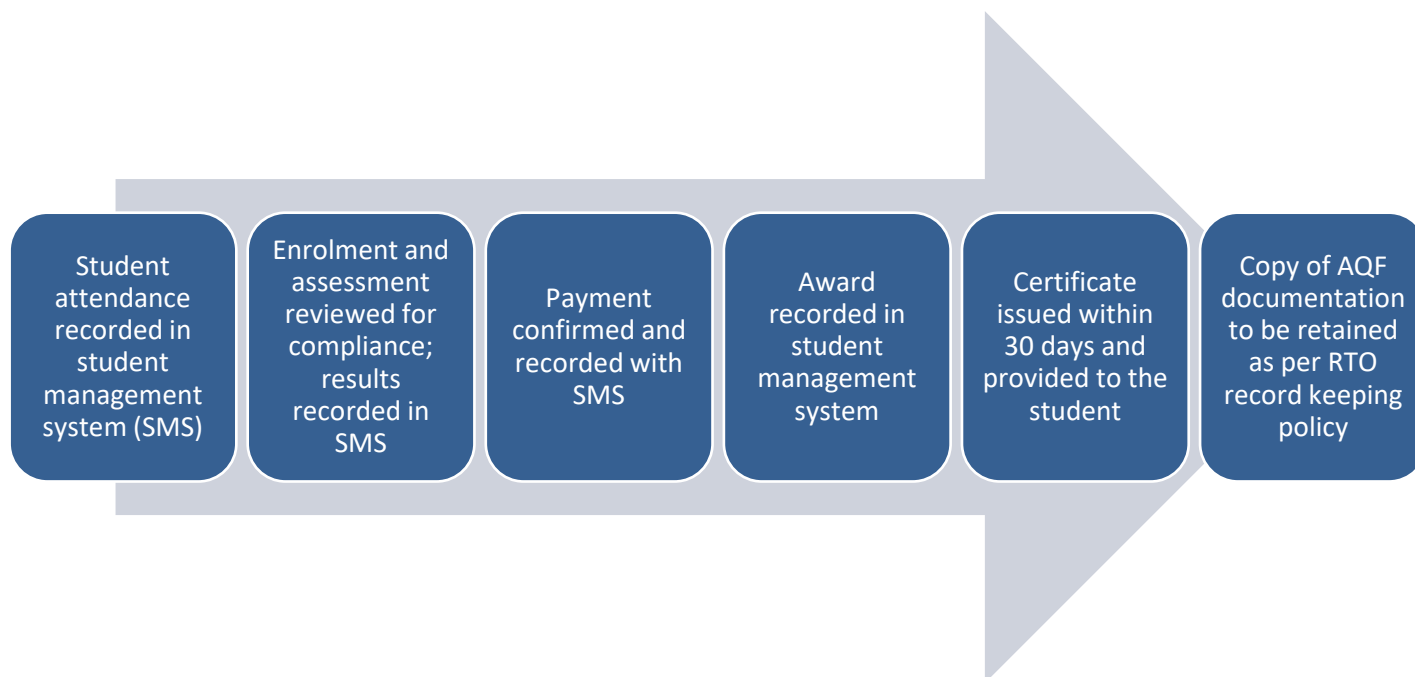 Student
attendance
recorded in
student
management
system (SMS)
Enrolment and
assessment
reviewed for
compliance;
results
recorded in
SMS
Payment
confirmed and
recorded with
SMS
Award
recorded in
student
management
system
Certificate
issued within
30 days and
provided to the
student
Copy of AQF
documentation
to be retained
as per RTO
record keeping
policy